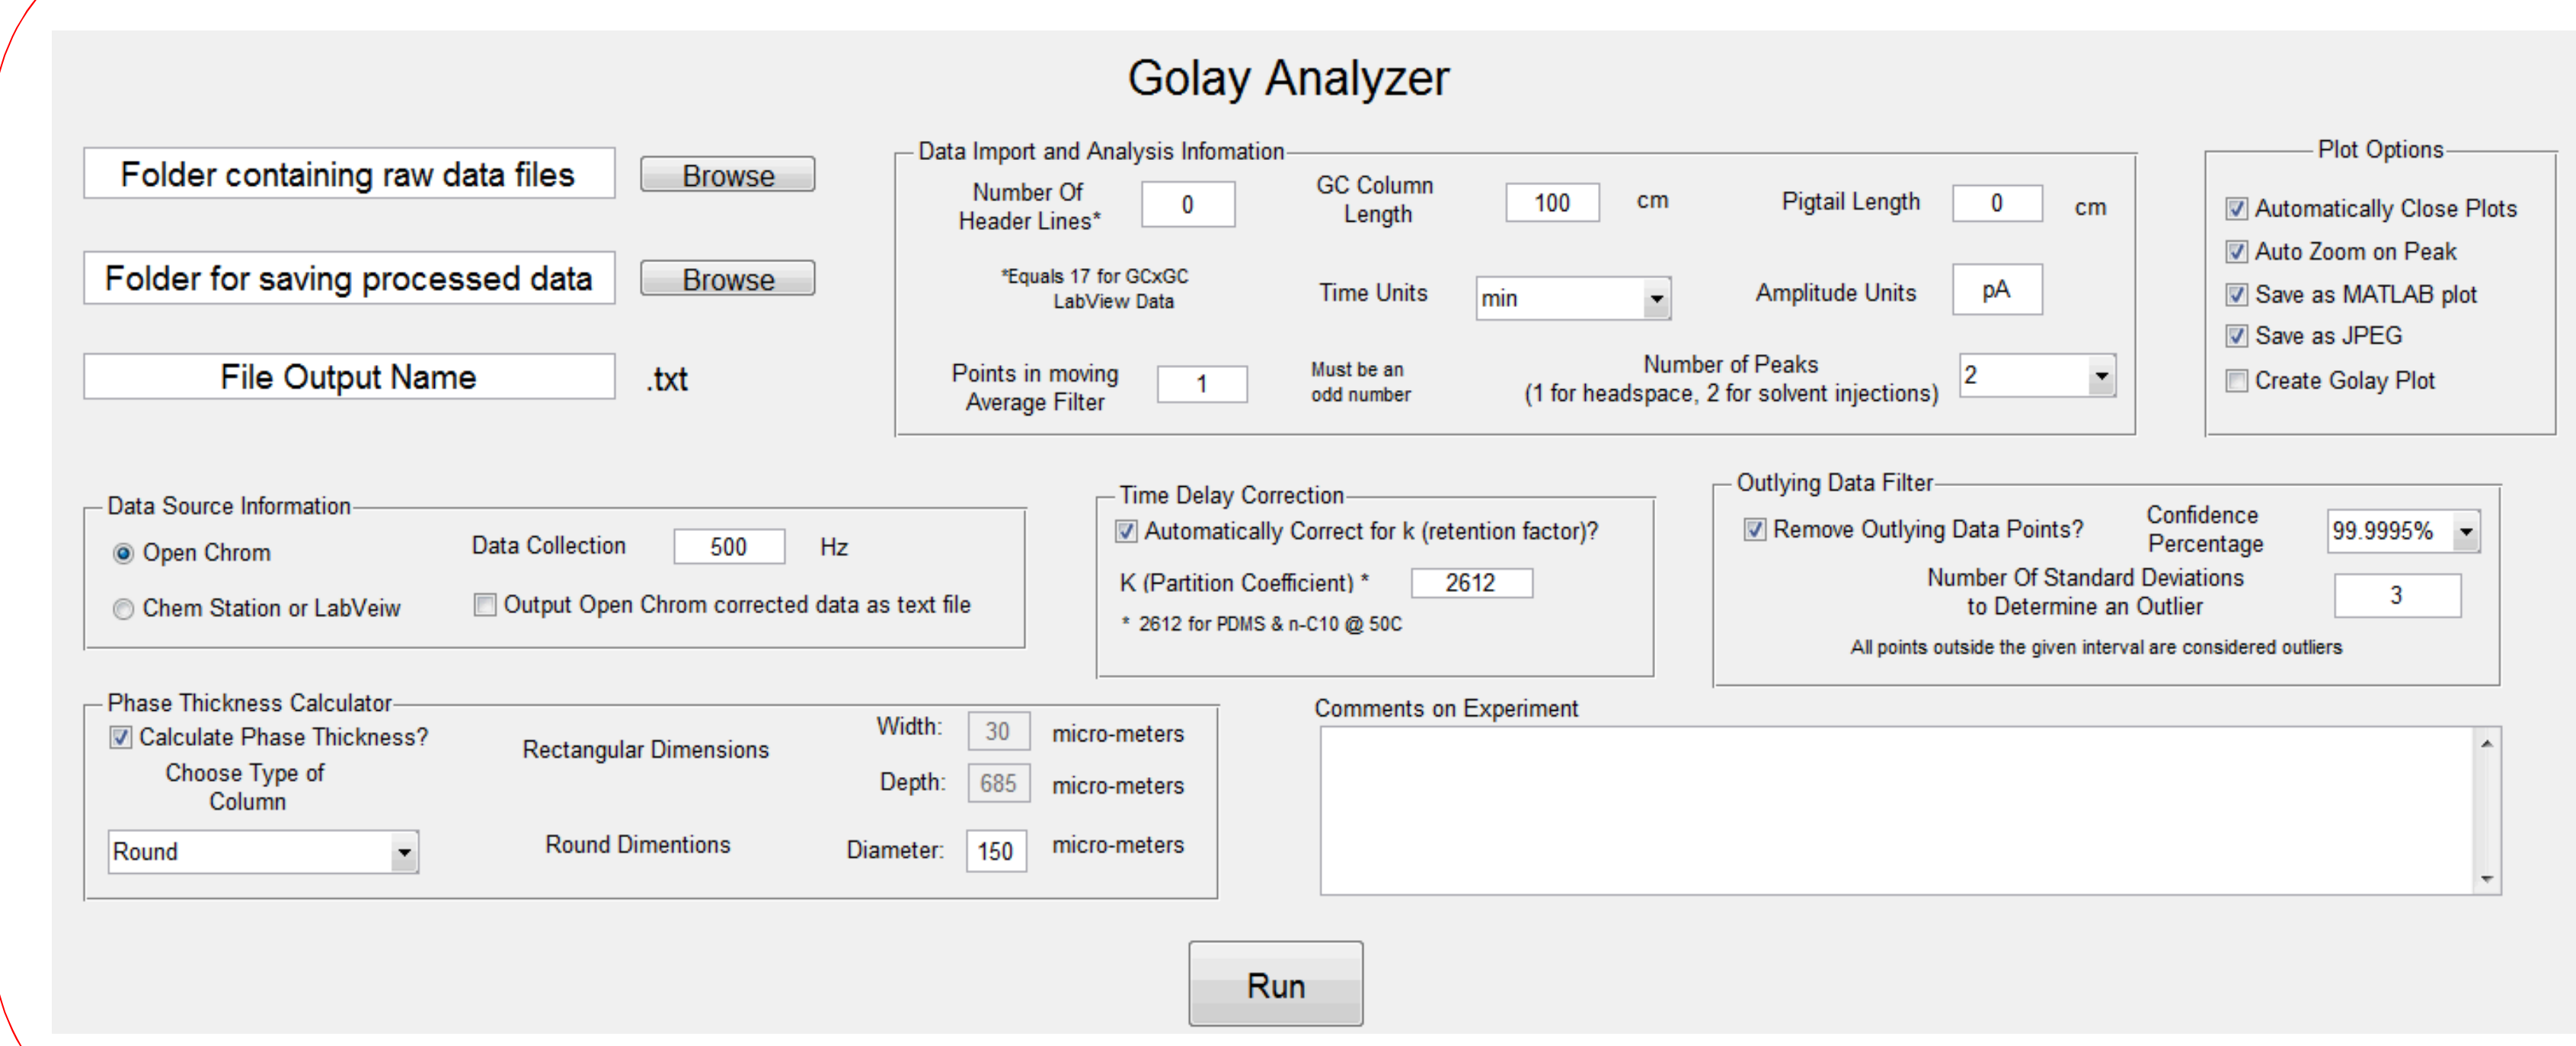 Golay Analyzer
Folder containing raw data files
Browse
Folder for saving processed data
Browse
File Output Name
.txt
Data Import and Analysis Infomation
Number Of
Header Lines*
0
GC Column
Length
100
cm
Pigtail Length
0
cm
*Equals 17 for GCxGC
LabView Data
Time Units
min
Amplitude Units
pA
Points in moving
Average Filter
1
Must be an
odd number
Number of Peaks
(1 for headspace, 2 for solvent injections)
2
Plot Options
Automatically Close Plots
Auto Zoom on Peak
Save as MATLAB plot
Save as JPEG
Create Golay Plot
Data Source Information
Open Chrom
Data Collection
500
Hz
Chem Station or LabVeiw
Output Open Chrom corrected data as text file
Time Delay Correction
Automatically Correct for k (retention factor)?
K (Partition Coefficient) *
2612
* 2612 for PDMS & n-C10 @ 50C
Outlying Data Filter
Remove Outlying Data Points?
Confidence
Percentage
99.9995%
Number Of Standard Deviations
to Determine an Outlier
3
All points outside the given interval are considered outliers
Phase Thickness Calculator
Calculate Phase Thickness?
Choose Type of
Column
Round
Rectangular Dimensions
Width:
30
micro-meters
Depth:
685
micro-meters
Round Dimentions
Diameter:
150
micro-meters
Comments on Experiment
Run